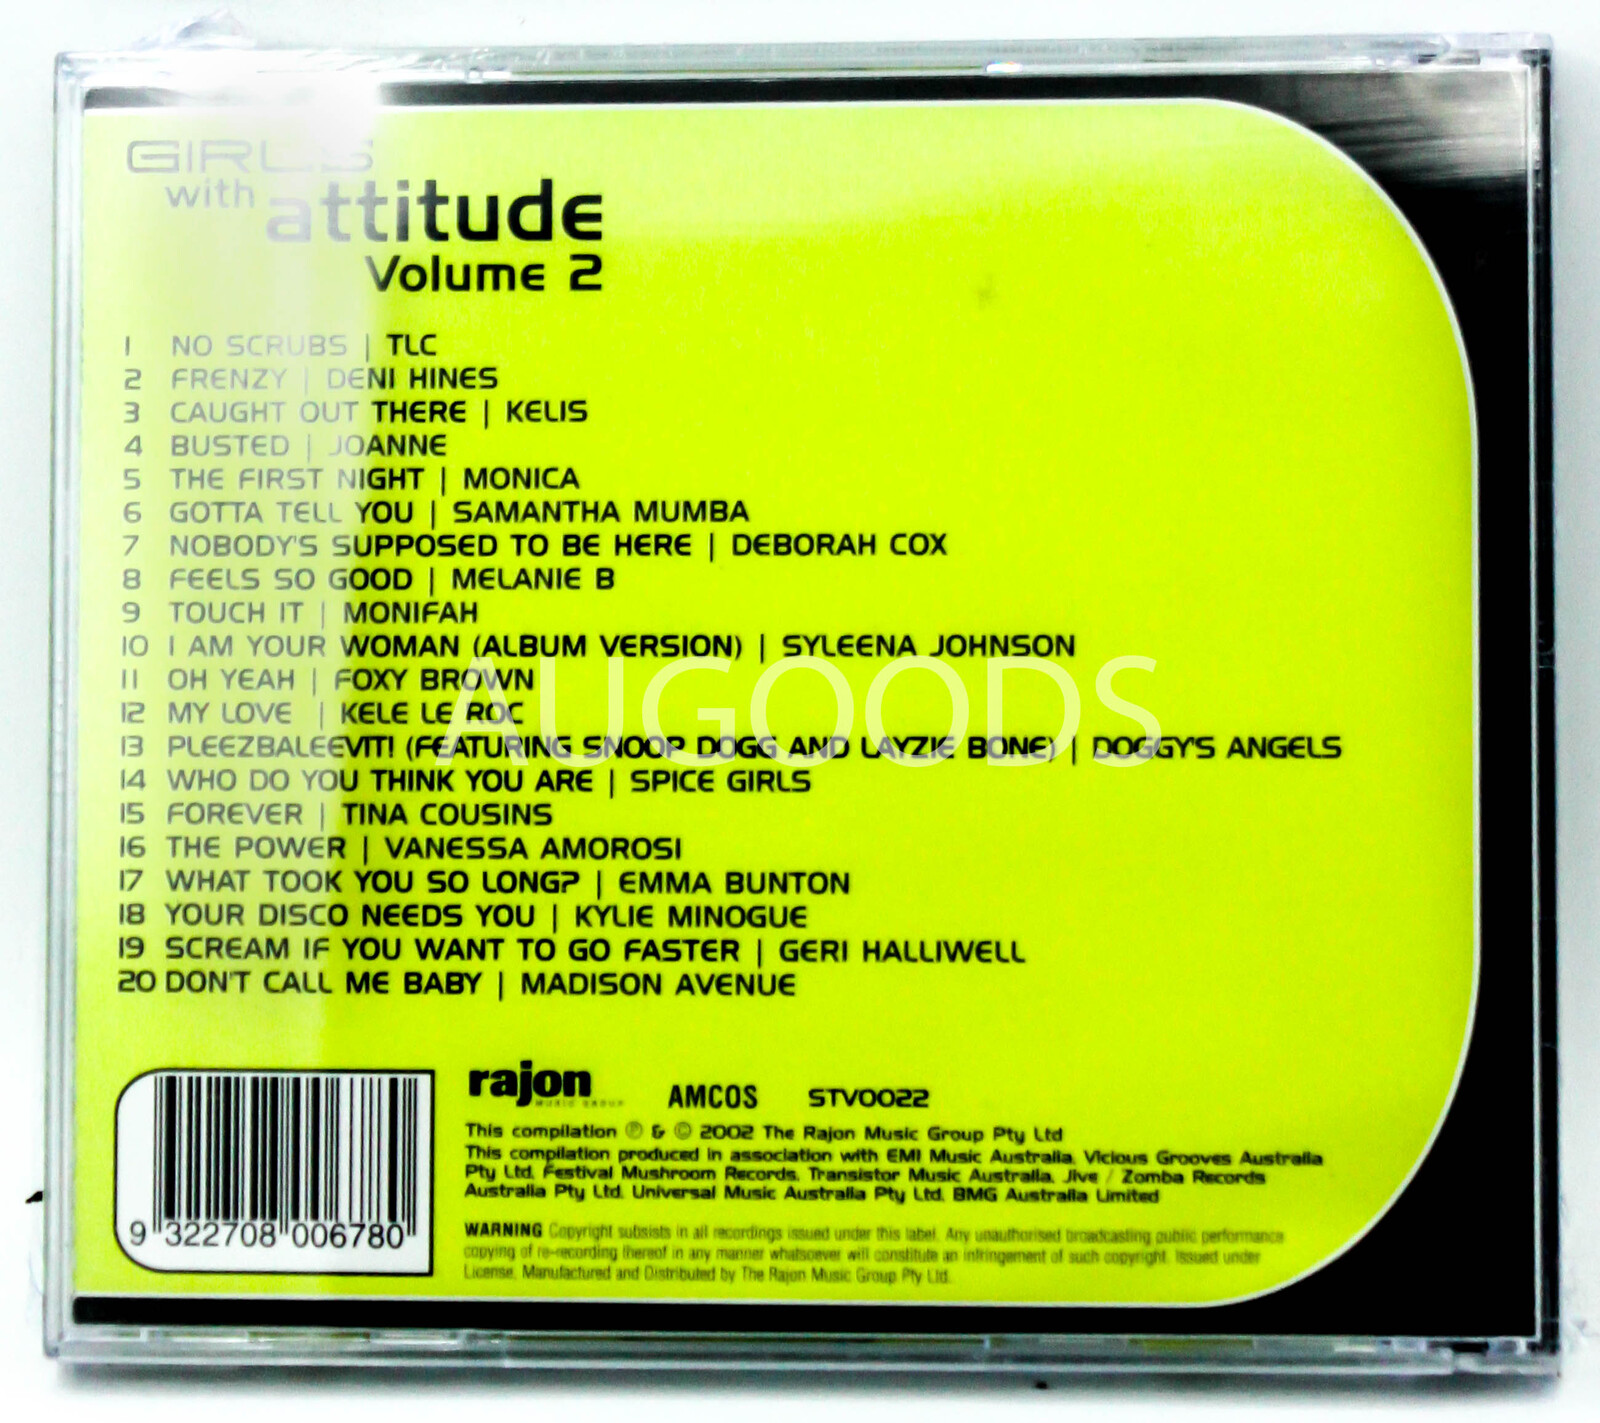 GIRLS
with attitude
Volume 2
1 NO SCRUBS | TLC
2 FRENZY | DENI HINES
3 CAUGHT OUT THERE | KELIS
4 BUSTED | JOANNE
5 THE FIRST NIGHT | MONICA
6 GOTTA TELL YOU | SAMANTHA MUMBA
7 NOBODY'S SUPPOSED TO BE HERE | DEBORAH COX
8 FEELS SO GOOD | MELANIE B
9 TOUCH IT | MONIFAH
10 I AM YOUR WOMAN (ALBUM VERSION) | SYLEENA JOHNSON
11 OH YEAH | FOXY BROWN
12 MY LOVE | KELE LE ROC
13 PLEEZBALEEVIT! (FEATURING SNOOP DOGG AND LAYZIE BONE) | DOGGY'S ANGELS
14 WHO DO YOU THINK YOU ARE | SPICE GIRLS
15 FOREVER | TINA COUSINS
16 THE POWER | VANESSA AMOROSI
17 WHAT TOOK YOU SO LONG? | EMMA BUNTON
18 YOUR DISCO NEEDS YOU | KYLIE MINOGUE
19 SCREAM IF YOU WANT TO GO FASTER | GERI HALLIWELL
20 DON'T CALL ME BABY | MADISON AVENUE
AUGOODS
rajon
MUSIC GROUP
AMCOS STV0022
This compilation ℗ & © 2002 The Rajon Music Group Pty Ltd
This compilation produced in association with EMI Music Australia, Vicious Grooves Australia
Pty Ltd, Festival Mushroom Records, Transistor Music Australia, Jive / Zomba Records
Australia Pty Ltd, Universal Music Australia Pty Ltd, BMG Australia Limited
WARNING Copyright subsists in all recordings issued under this label. Any unauthorised broadcasting public performance
copying of re-recording thereof in any manner whatsoever will constitute an infringement of such copyright. Issued under
License, Manufactured and Distributed by The Rajon Music Group Pty Ltd.
9 322708 006780